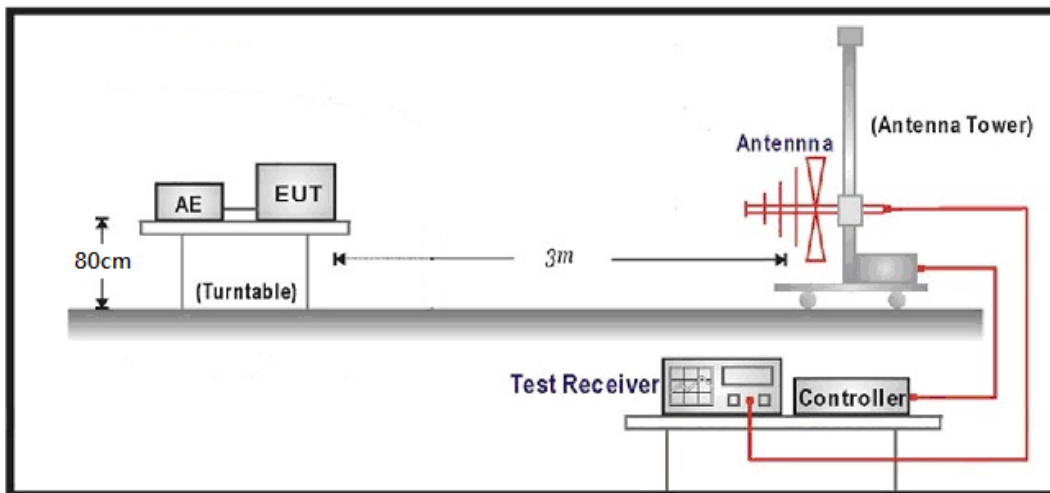 (Antenna Tower)
Antennna
AE
EUT
80cm
3m
(Turntable)
Test Receiver
Controller